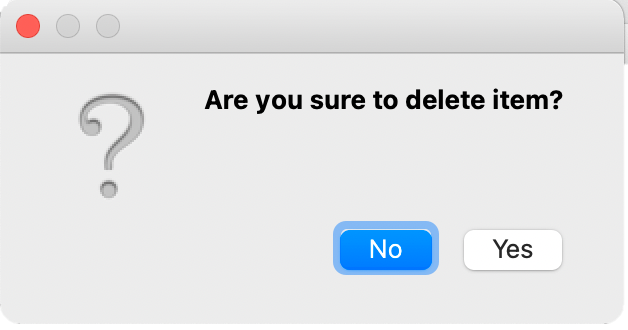 Are you sure to delete item?
No
Yes